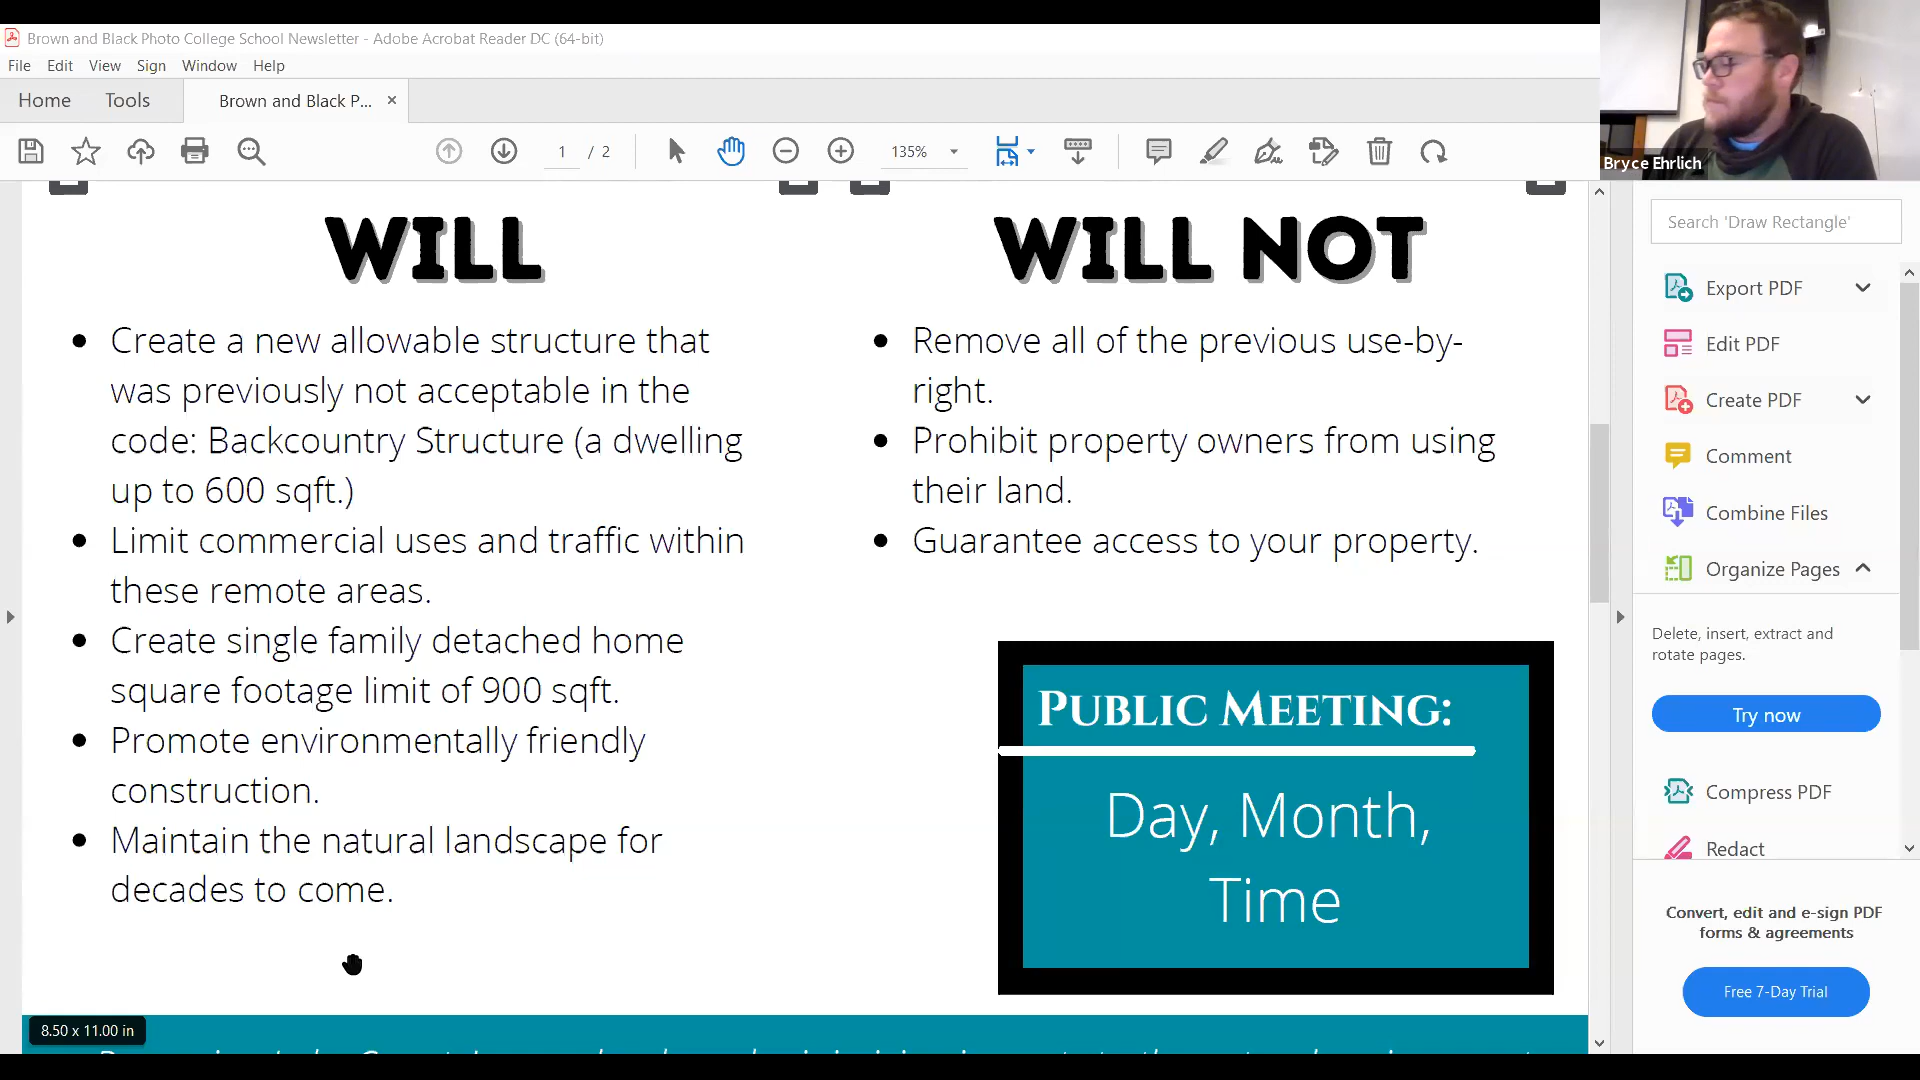 Brown and Black Photo College School Newsletter - Adobe Acrobat Reader DC (64-bit)
File Edit View Sign Window Help
Home Tools Brown and Black P... ×
1 / 2 135%
Bryce Ehrlich
WILL
Create a new allowable structure that
was previously not acceptable in the
code: Backcountry Structure (a dwelling
up to 600 sqft.)
Limit commercial uses and traffic within
these remote areas.
Create single family detached home
square footage limit of 900 sqft.
Promote environmentally friendly
construction.
Maintain the natural landscape for
decades to come.
WILL NOT
Remove all of the previous use-by-
right.
Prohibit property owners from using
their land.
Guarantee access to your property.
PUBLIC MEETING:
Day, Month,
Time
8.50 x 11.00 in
Search 'Draw Rectangle'
Export PDF
Edit PDF
Create PDF
Comment
Combine Files
Organize Pages
Delete, insert, extract and
rotate pages.
Try now
Compress PDF
Redact
Convert, edit and e-sign PDF
forms & agreements
Free 7-Day Trial